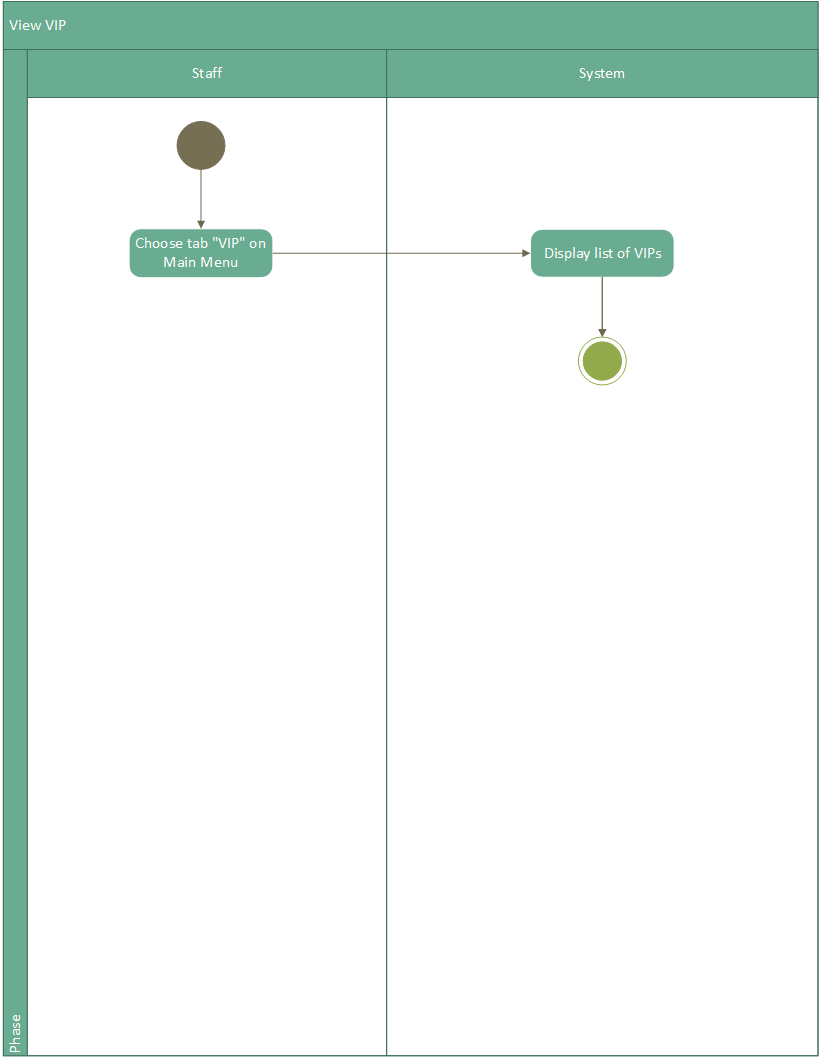 View VIP
Staff
System
Choose tab "VIP" on
Main Menu
Display list of VIPs
Phase